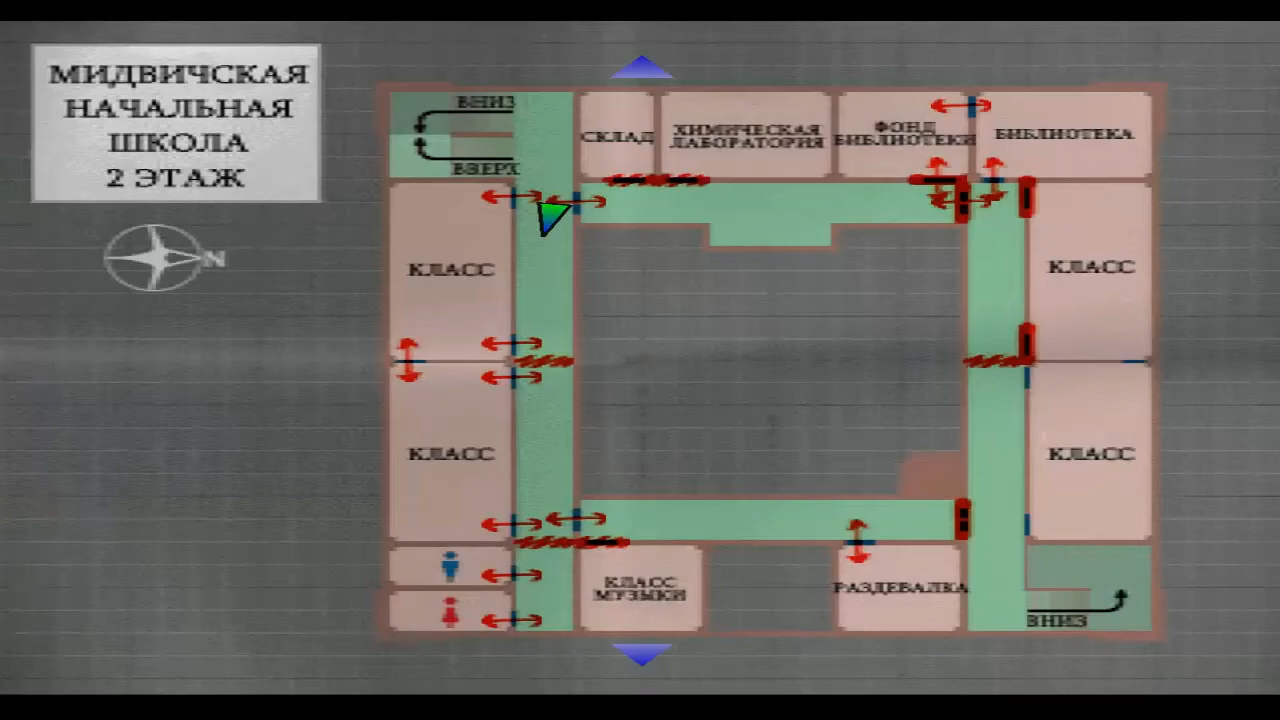 МИДВИЧСКАЯ
НАЧАЛЬНАЯ
ШКОЛА
2 ЭТАЖ
N
ВНИЗ
ВВЕРХ
СКЛАД
ХИМИЧЕСКАЯ
ЛАБОРАТОРИЯ
ФОНД
БИБЛИОТЕКИ
БИБЛИОТЕКА
КЛАСС
КЛАСС
КЛАСС
КЛАСС
КЛАСС
МУЗЫКИ
РАЗДЕВАЛКА
ВНИЗ